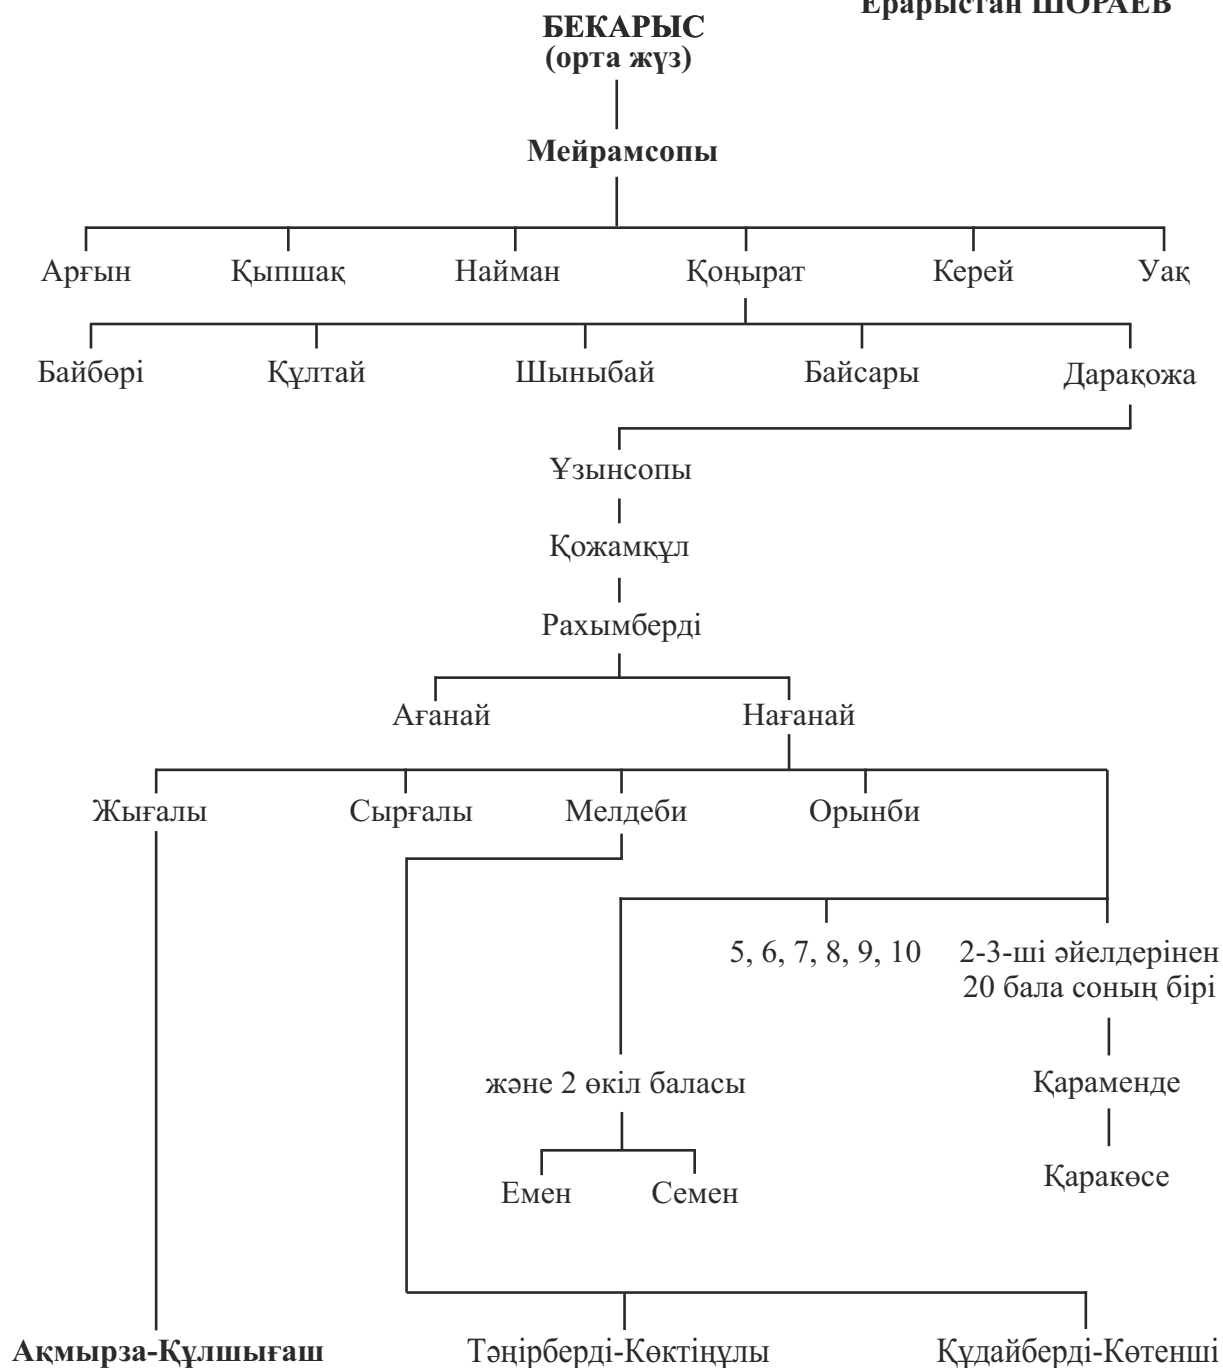 Ерарыстан ШОРАЕВ
БЕКАРЫС
(орта жүз)
Мейрамсопы
Арғын Қыпшақ Найман Қоңырат Керей Уақ
Байбөрі Құлтай Шыныбай Байсары Дарақожа
Ұзынсопы
Қожамқұл
Рахымберді
Ағанай Нағанай
Жығалы Сырғалы Мелдеби Орынби
5, 6, 7, 8, 9, 10 2-3-ші әйелдерінен
20 бала соның бірі
және 2 өкіл баласы Қараменде
Емен Семен Қаракөсе
Ақмырза-Құлшығаш Тәңірберді-Көктіңұлы Құдайберді-Көтенші